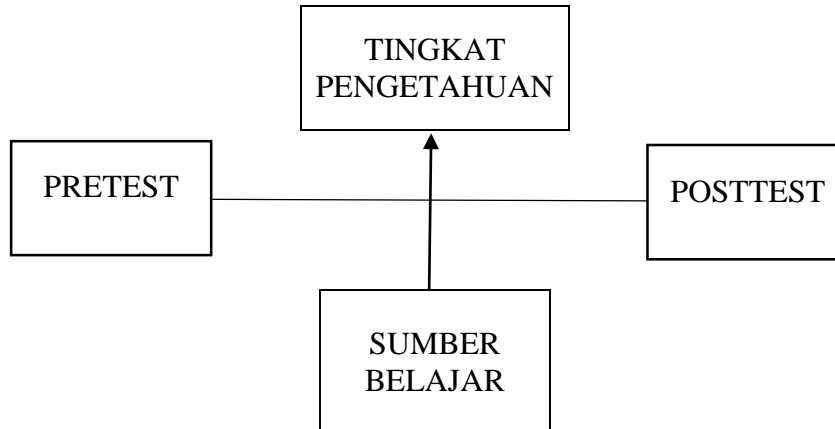 TINGKAT
PENGETAHUAN
PRETEST
POSTTEST
SUMBER
BELAJAR